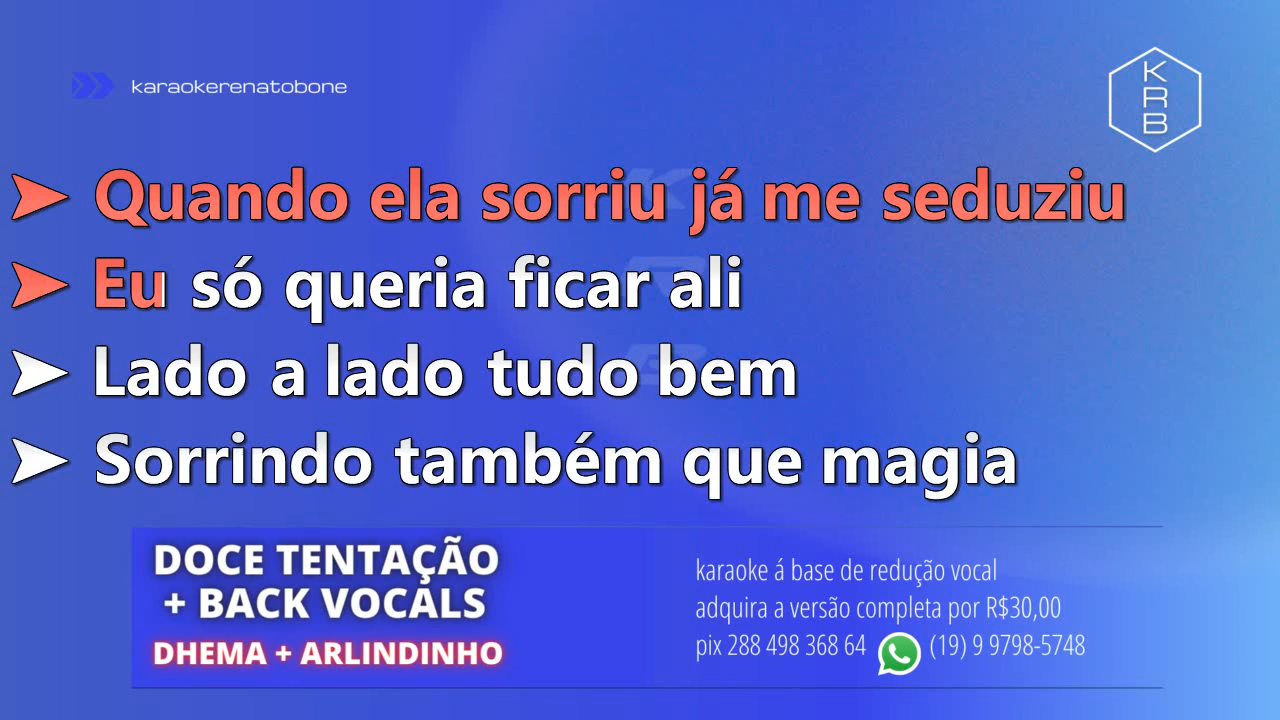 karaokerenatobone
K
R
B
➤ Quando ela sorriu já me seduziu
➤ Eu só queria ficar ali
➤ Lado a lado tudo bem
➤ Sorrindo também que magia
K
R
B
DOCE TENTAÇÃO
+ BACK VOCALS
DHEMA + ARLINDINHO
karaoke á base de redução vocal
adquira a versão completa por R$30,00
pix 288 498 368 64 (19) 9 9798-5748